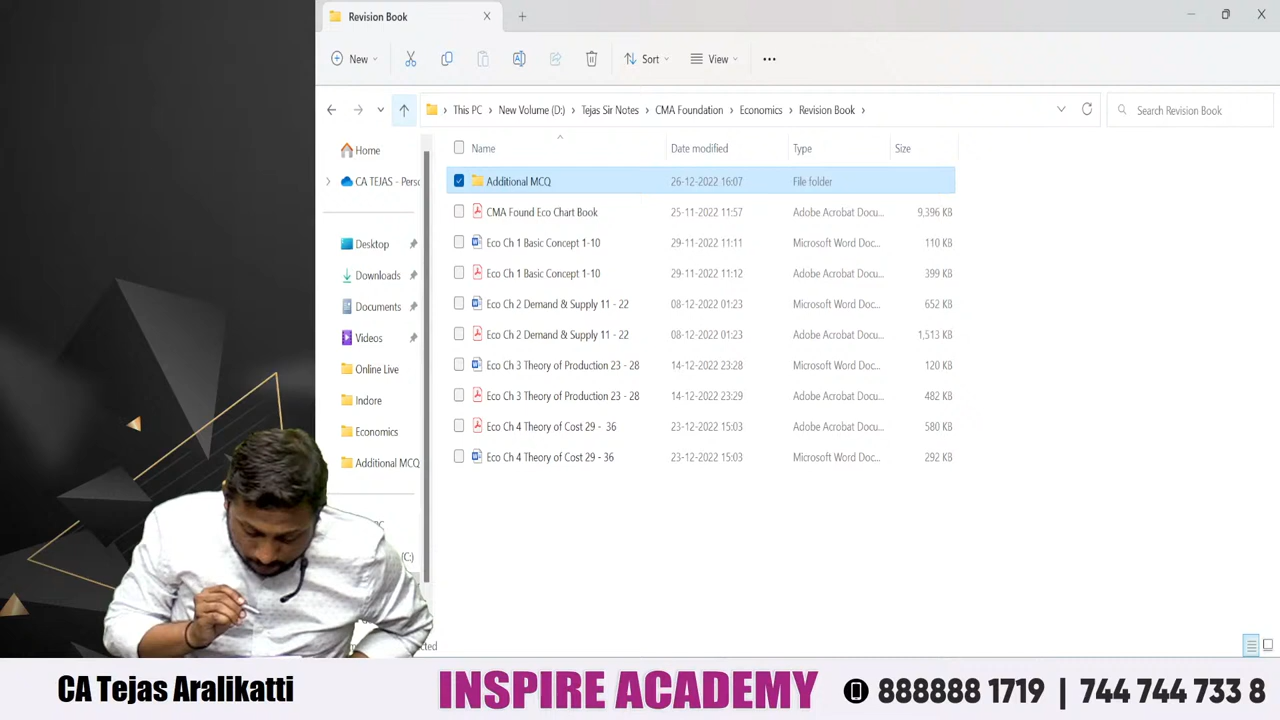 Revision Book
New
Sort
View
This PC > New Volume (D:) > Tejas Sir Notes > CMA Foundation > Economics > Revision Book >
Search Revision Book
Home
CA TEJAS - Perso
Desktop
Downloads
Documents
Videos
Online Live
Indore
Economics
Additional MCQ
(C:)
Name Date modified Type Size
Additional MCQ 26-12-2022 16:07 File folder
CMA Found Eco Chart Book 25-11-2022 11:57 Adobe Acrobat Docu... 9,396 KB
Eco Ch 1 Basic Concept 1-10 29-11-2022 11:11 Microsoft Word Doc... 110 KB
Eco Ch 1 Basic Concept 1-10 29-11-2022 11:12 Adobe Acrobat Docu... 399 KB
Eco Ch 2 Demand & Supply 11 - 22 08-12-2022 01:23 Microsoft Word Doc... 652 KB
Eco Ch 2 Demand & Supply 11 - 22 08-12-2022 01:23 Adobe Acrobat Docu... 1,513 KB
Eco Ch 3 Theory of Production 23 - 28 14-12-2022 23:28 Microsoft Word Doc... 120 KB
Eco Ch 3 Theory of Production 23 - 28 14-12-2022 23:29 Adobe Acrobat Docu... 482 KB
Eco Ch 4 Theory of Cost 29 - 36 23-12-2022 15:03 Adobe Acrobat Docu... 580 KB
Eco Ch 4 Theory of Cost 29 - 36 23-12-2022 15:03 Microsoft Word Doc... 292 KB
CA Tejas Aralikatti INSPIRE ACADEMY 888888 1719 | 744 744 733 8